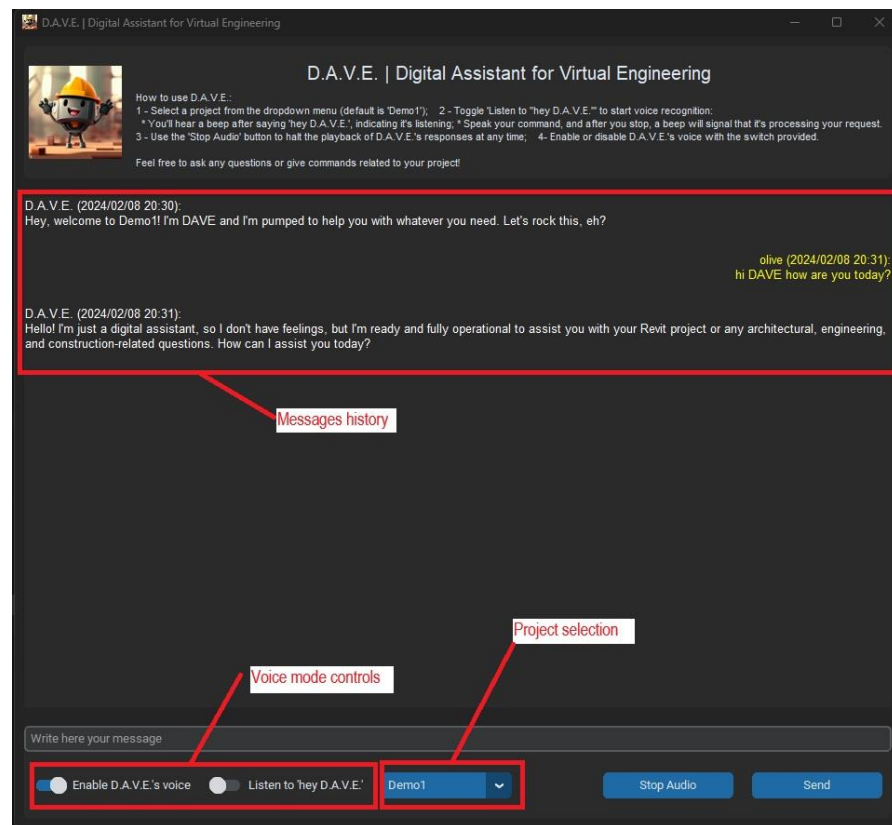 D.A.V.E. | Digital Assistant for Virtual Engineering
D.A.V.E. | Digital Assistant for Virtual Engineering
How to use D.A.V.E.:
1 - Select a project from the dropdown menu (default is 'Demo1');    2 - Toggle 'Listen to "hey D.A.V.E."' to start voice recognition:
* You'll hear a beep after saying 'hey D.A.V.E.', indicating it's listening; * Speak your command, and after you stop, a beep will signal that it's processing your request.
3 - Use the 'Stop Audio' button to halt the playback of D.A.V.E.'s responses at any time;    4- Enable or disable D.A.V.E.'s voice with the switch provided.
Feel free to ask any questions or give commands related to your project!
D.A.V.E. (2024/02/08 20:30):
Hey, welcome to Demo1! I'm DAVE and I'm pumped to help you with whatever you need. Let's rock this, eh?
olive (2024/02/08 20:31):
hi DAVE how are you today?
D.A.V.E. (2024/02/08 20:31):
Hello! I'm just a digital assistant, so I don't have feelings, but I'm ready and fully operational to assist you with your Revit project or any architectural, engineering,
and construction-related questions. How can I assist you today?
Messages history
Project selection
Voice mode controls
Write here your message
Enable D.A.V.E.'s voice
Listen to 'hey D.A.V.E.'
Demo1
Stop Audio
Send